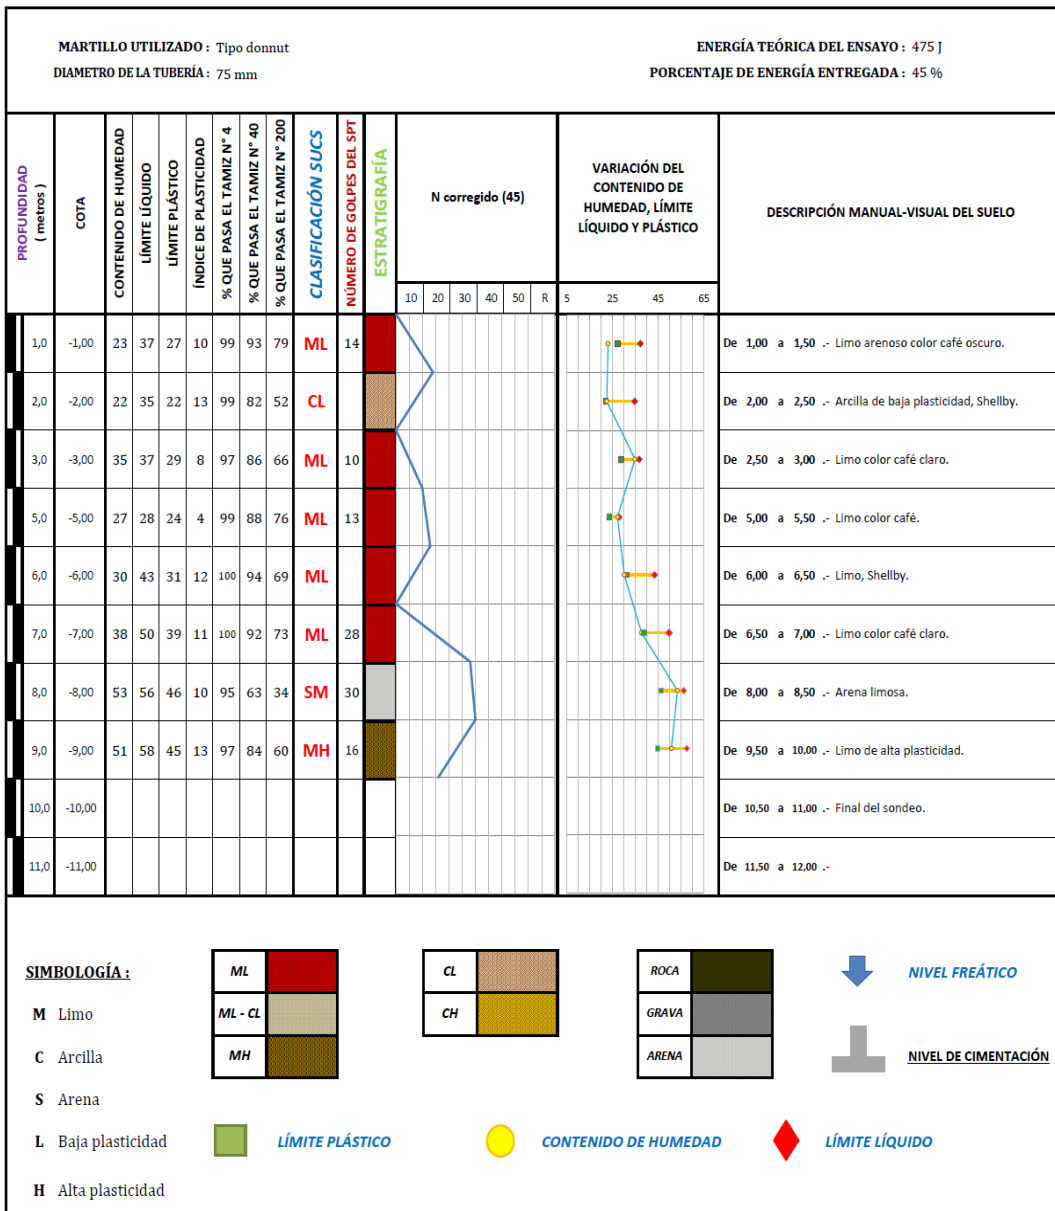 MARTILLO UTILIZADO : Tipo donnut
ENERGÍA TEÓRICA DEL ENSAYO : 475 J
DIAMETRO DE LA TUBERÍA : 75 mm
PORCENTAJE DE ENERGÍA ENTREGADA : 45 %
PROFUNDIDAD
( metros )
COTA
CONTENIDO DE HUMEDAD
LÍMITE LÍQUIDO
LÍMITE PLÁSTICO
ÍNDICE DE PLASTICIDAD
% QUE PASA EL TAMIZ N° 4
% QUE PASA EL TAMIZ N° 40
% QUE PASA EL TAMIZ N° 200
CLASIFICACIÓN SUCS
NÚMERO DE GOLPES DEL SPT
ESTRATIGRAFÍA
N corregido (45)
10 20 30 40 50 R
VARIACIÓN DEL
CONTENIDO DE
HUMEDAD, LÍMITE
LÍQUIDO Y PLÁSTICO
5 25 45 65
DESCRIPCIÓN MANUAL-VISUAL DEL SUELO
1,0 -1,00 23 37 27 10 99 93 79 ML 14 De 1,00 a 1,50 .- Limo arenoso color café oscuro.
2,0 -2,00 22 35 22 13 99 82 52 CL De 2,00 a 2,50 .- Arcilla de baja plasticidad, Shellby.
3,0 -3,00 35 37 29 8 97 86 66 ML 10 De 2,50 a 3,00 .- Limo color café claro.
5,0 -5,00 27 28 24 4 99 88 76 ML 13 De 5,00 a 5,50 .- Limo color café.
6,0 -6,00 30 43 31 12 100 94 69 ML De 6,00 a 6,50 .- Limo, Shellby.
7,0 -7,00 38 50 39 11 100 92 73 ML 28 De 6,50 a 7,00 .- Limo color café claro.
8,0 -8,00 53 56 46 10 95 63 34 SM 30 De 8,00 a 8,50 .- Arena limosa.
9,0 -9,00 51 58 45 13 97 84 60 MH 16 De 9,50 a 10,00 .- Limo de alta plasticidad.
10,0 -10,00 De 10,50 a 11,00 .- Final del sondeo.
11,0 -11,00 De 11,50 a 12,00 .-
SIMBOLOGÍA :
M Limo
C Arcilla
S Arena
L Baja plasticidad
H Alta plasticidad
ML
ML - CL
MH
CL
CH
ROCA
GRAVA
ARENA
NIVEL FREÁTICO
NIVEL DE CIMENTACIÓN
LÍMITE PLÁSTICO
CONTENIDO DE HUMEDAD
LÍMITE LÍQUIDO